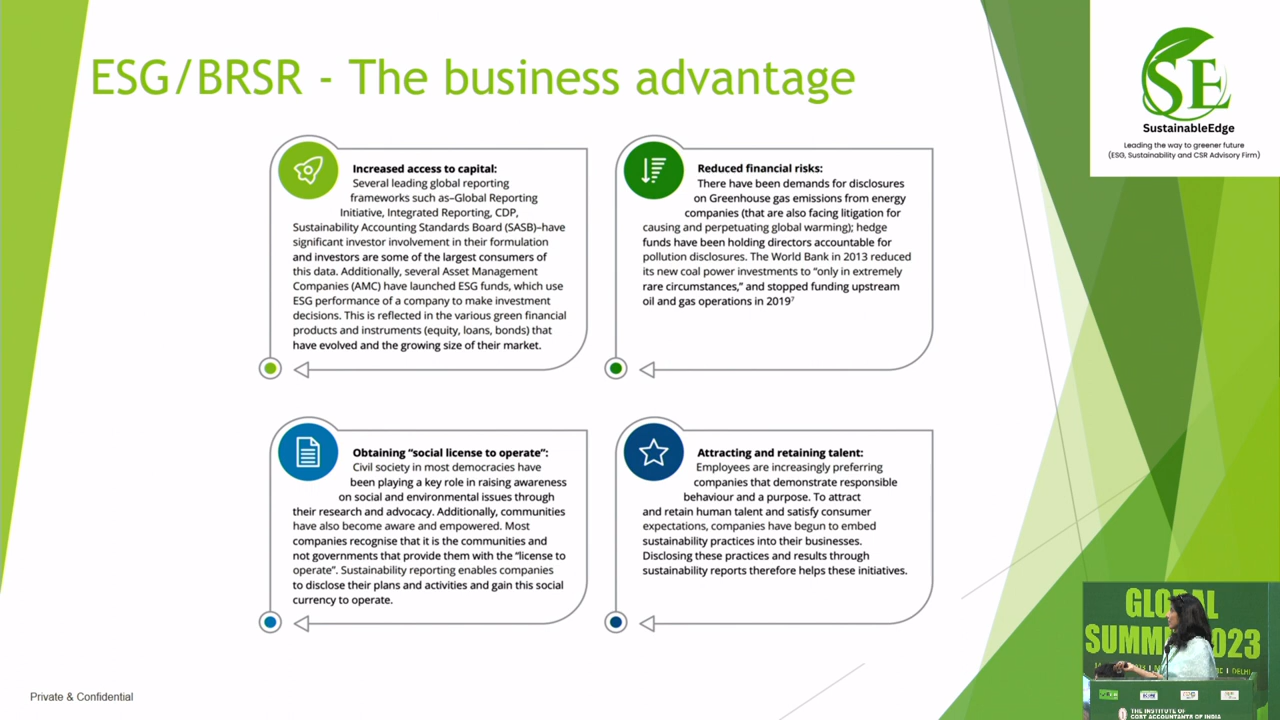 ESG/BRSR - The business advantage
SE
SustainableEdge
Leading the way to greener future
(ESG, Sustainability and CSR Advisory Firm)
Increased access to capital:
Several leading global reporting
frameworks such as–Global Reporting
Initiative, Integrated Reporting, CDP,
Sustainability Accounting Standards Board (SASB)–have
significant investor involvement in their formulation
and investors are some of the largest consumers of
this data. Additionally, several Asset Management
Companies (AMC) have launched ESG funds, which use
ESG performance of a company to make investment
decisions. This is reflected in the various green financial
products and instruments (equity, loans, bonds) that
have evolved and the growing size of their market.
Reduced financial risks:
There have been demands for disclosures
on Greenhouse gas emissions from energy
companies (that are also facing litigation for
causing and perpetuating global warming); hedge
funds have been holding directors accountable for
pollution disclosures. The World Bank in 2013 reduced
its new coal power investments to “only in extremely
rare circumstances,” and stopped funding upstream
oil and gas operations in 2019⁷
Obtaining “social license to operate”:
Civil society in most democracies have
been playing a key role in raising awareness
on social and environmental issues through
their research and advocacy. Additionally, communities
have also become aware and empowered. Most
companies recognise that it is the communities and
not governments that provide them with the “license to
operate”. Sustainability reporting enables companies
to disclose their plans and activities and gain this social
currency to operate.
Attracting and retaining talent:
Employees are increasingly preferring
companies that demonstrate responsible
behaviour and a purpose. To attract
and retain human talent and satisfy consumer
expectations, companies have begun to embed
sustainability practices into their businesses.
Disclosing these practices and results through
sustainability reports therefore helps these initiatives.
Private & Confidential
GLO AL
SUMM 2023
DELHI
THE INSTITUTE OF
COST ACCOUNTANTS OF INDIA